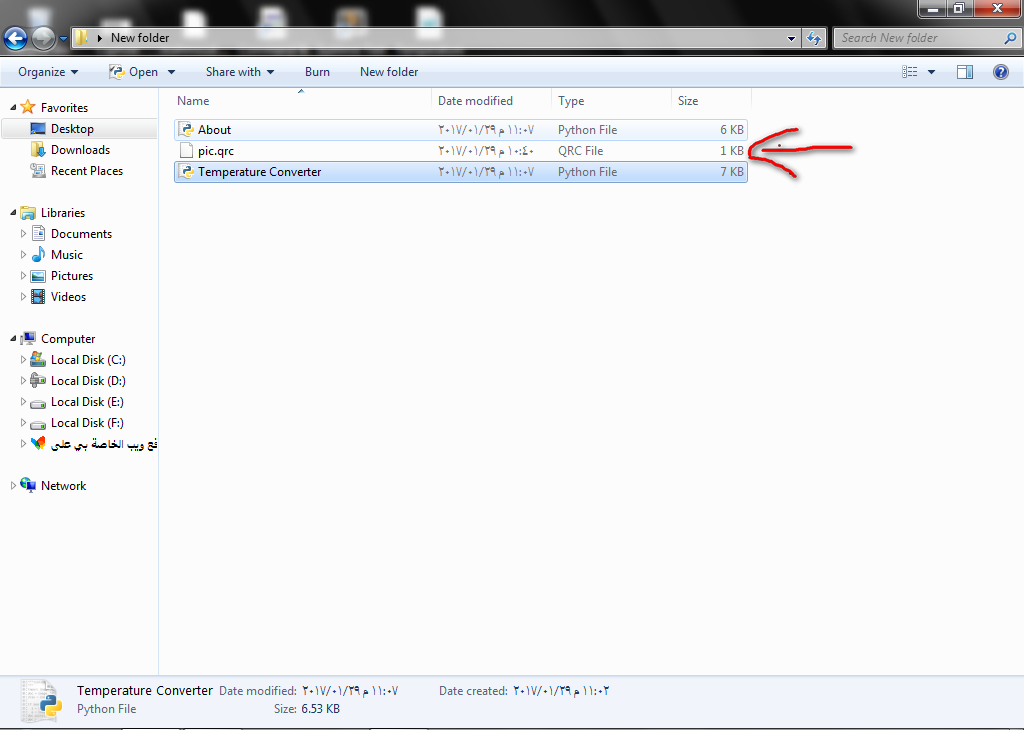 New folder
Search New folder
Organize Open Share with Burn New folder
Name Date modified Type Size
Favorites
Desktop
Downloads
Recent Places
Libraries
Documents
Music
Pictures
Videos
Computer
Local Disk (C:)
Local Disk (D:)
Local Disk (E:)
Local Disk (F:)
فع ويب الخاصة بي على
Network
About ٢٠١٧/٠١/٢٩ م ١١:٠٧ Python File 6 KB
pic.qrc ٢٠١٧/٠١/٢٩ م ١٠:٤٠ QRC File 1 KB
Temperature Converter ٢٠١٧/٠١/٢٩ م ١١:٠٧ Python File 7 KB
Temperature Converter Date modified: ٢٠١٧/٠١/٢٩ م ١١:٠٧ Date created: ٢٠١٧/٠١/٢٩ م ١١:٠٢
Python File Size: 6.53 KB